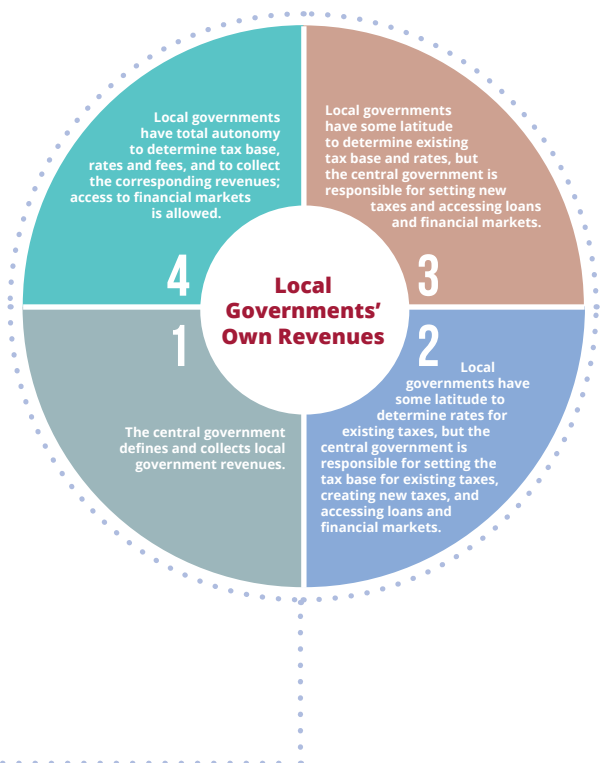 Local governments
have total autonomy
to determine tax base,
rates and fees, and to collect
the corresponding revenues;
access to financial markets
is allowed.
4
Local governments
have some latitude
to determine existing
tax base and rates, but
the central government is
responsible for setting new
taxes and accessing loans
and financial markets.
3
Local
Governments’
Own Revenues
1
The central government
defines and collects local
government revenues.
2
Local
governments have
some latitude to
determine rates for
existing taxes, but the
central government is
responsible for setting the
tax base for existing taxes,
creating new taxes, and
accessing loans and
financial markets.